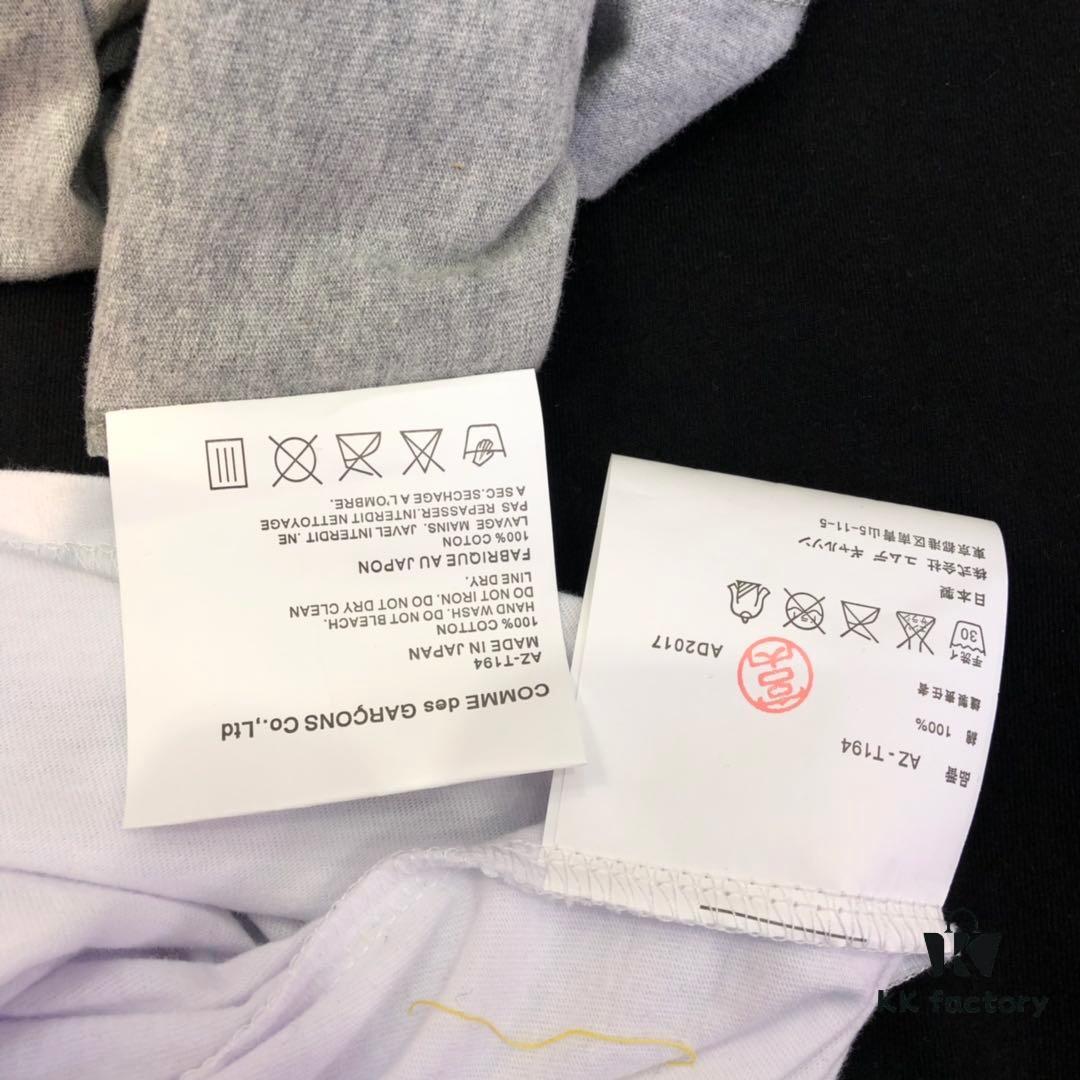 COMME des GARÇONS Co.,Ltd
AZ-T194
MADE IN JAPAN
100% COTTON
HAND WASH. DO NOT BLEACH.
DO NOT IRON. DO NOT DRY CLEAN
LINE DRY.
FABRIQUE AU JAPON
100% COTON
LAVAGE MAINS. JAVEL INTERDIT .NE
PAS REPASSER.INTERDIT NETTOYAGE
A SEC.SECHAGE A L'OMBRE.
品番 AZ-T194
綿 100%
縫製責任者
AD2017
手洗イ
30
ドライ
日本製
株式会社 コムデ ギャルソン
東京都港区南青山5-11-5
KK factory